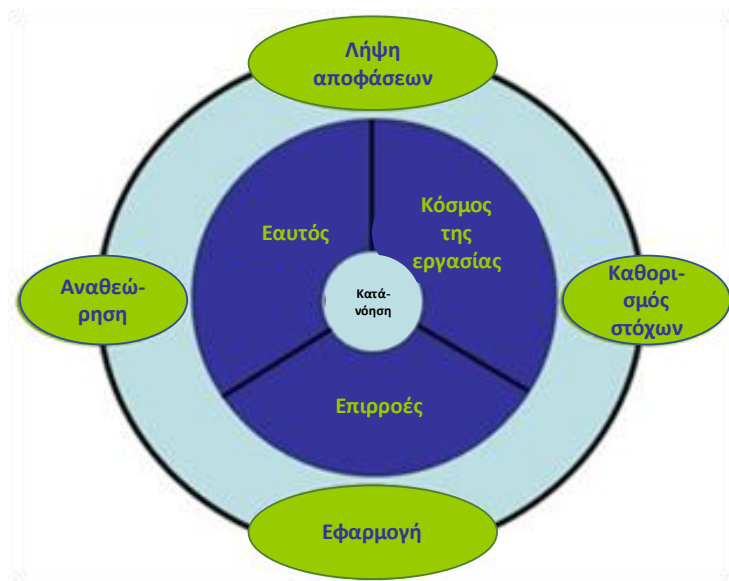 Λήψη
αποφάσεων
Εαυτός
Κόσμος
της
εργασίας
Αναθεώ-
ρηση
Κατά-
νόηση
Καθορι-
σμός
στόχων
Επιρροές
Εφαρμογή